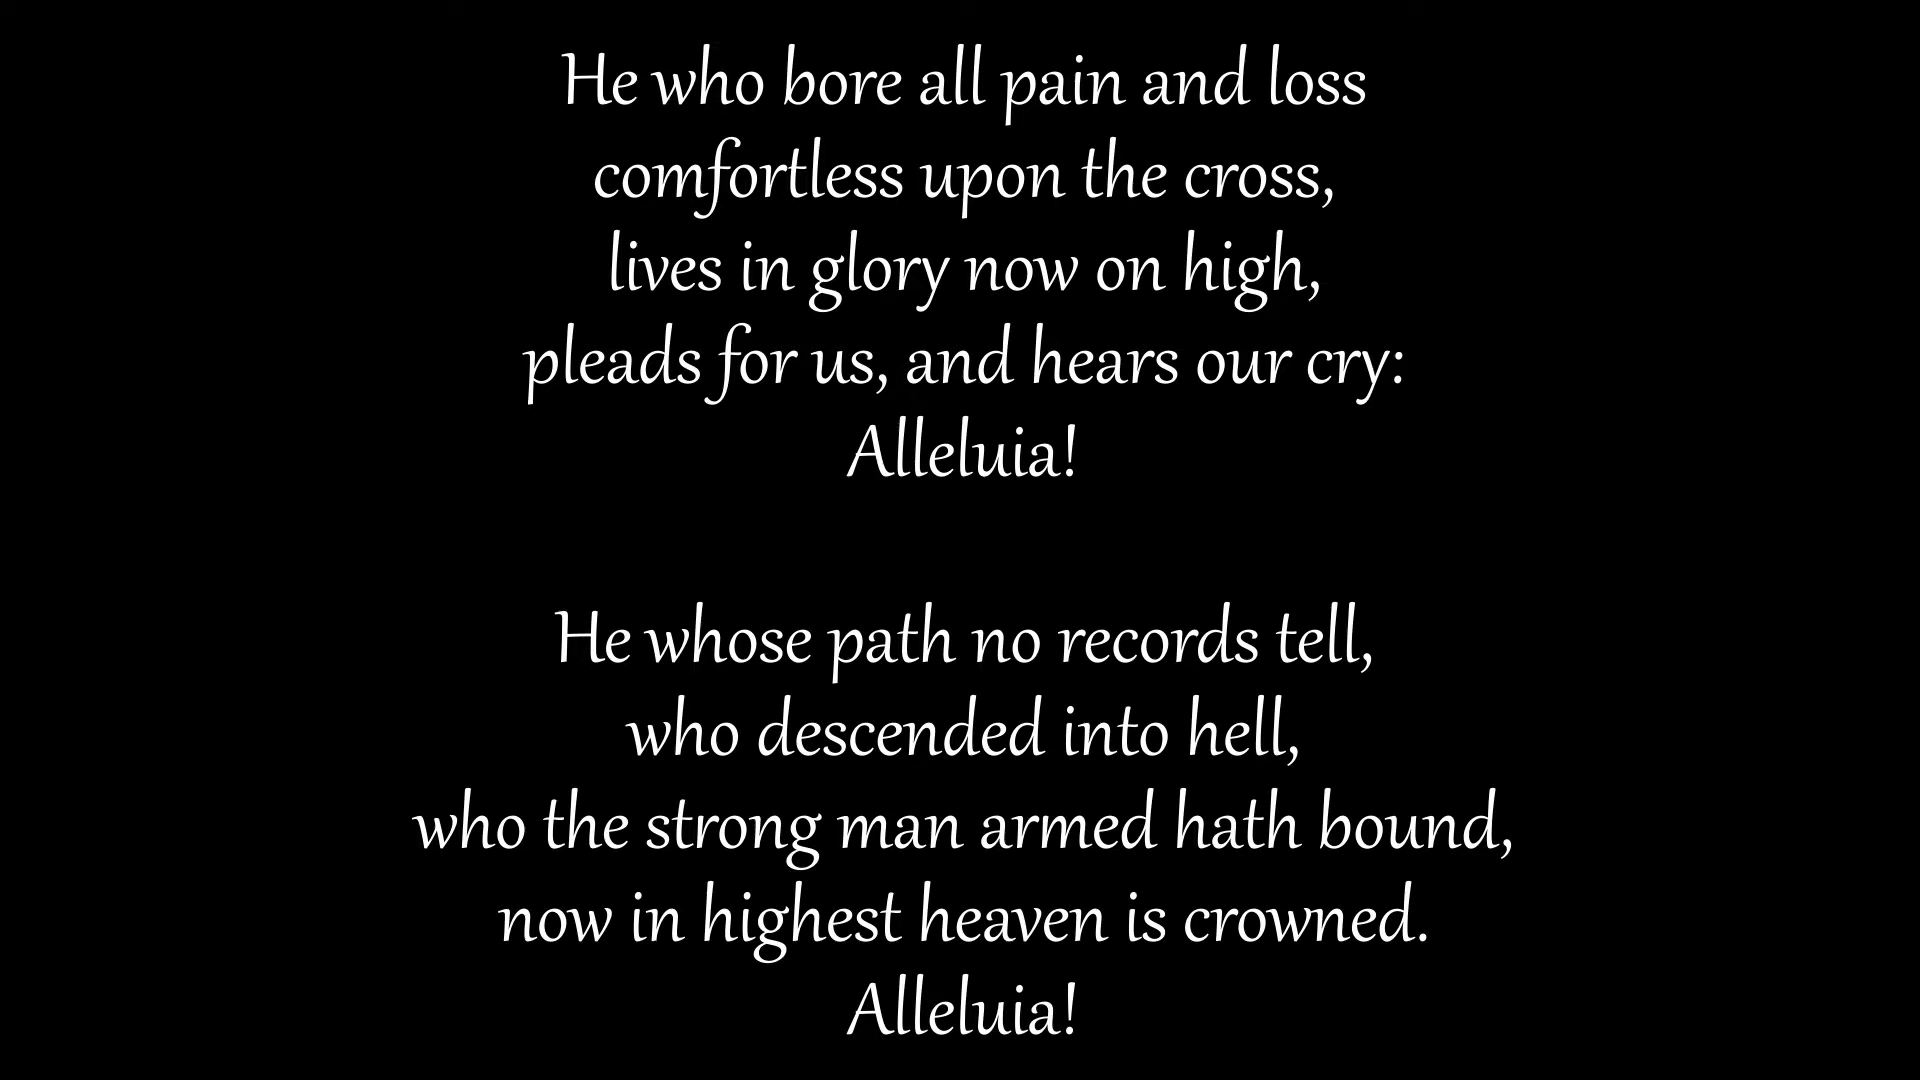 He who bore all pain and loss
comfortless upon the cross,
lives in glory now on high,
pleads for us, and hears our cry:
Alleluia!
He whose path no records tell,
who descended into hell,
who the strong man armed hath bound,
now in highest heaven is crowned.
Alleluia!